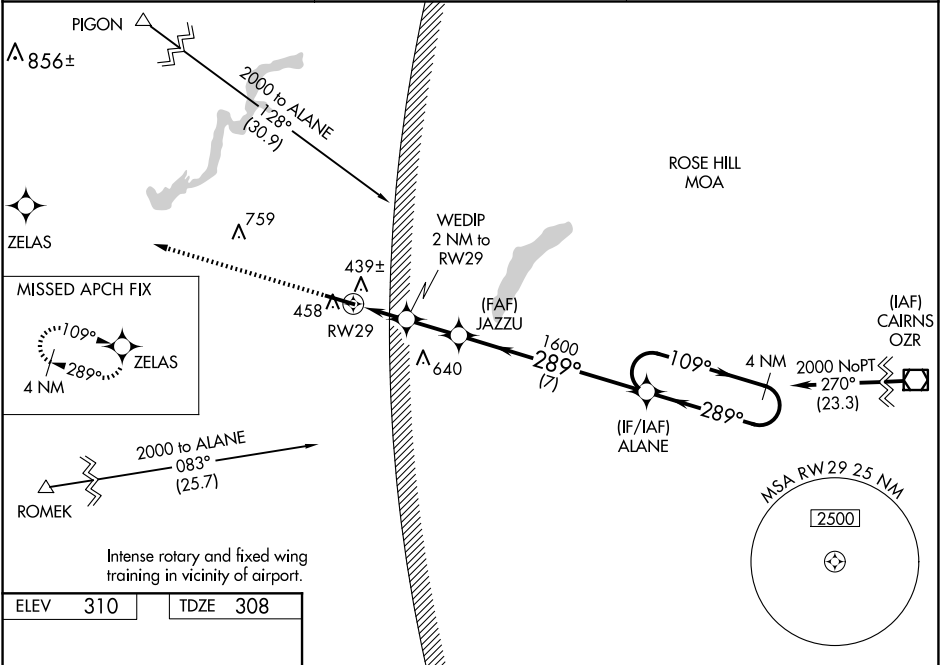 PIGON
856±
2000 to ALANE
128°
(30.9)
ROSE HILL
MOA
ZELAS
759
WEDIP
2 NM to
RW29
439±
458
RW29
(FAF)
JAZZU
640
MISSED APCH FIX
109°
ZELAS
289°
4 NM
1600
289°
(7)
109°
4 NM
289°
(IF/IAF)
ALANE
(IAF)
CAIRNS
OZR
2000 NoPT
270°
(23.3)
2000 to ALANE
083°
(25.7)
ROMEK
MSA RW29 25 NM
2500
Intense rotary and fixed wing
training in vicinity of airport.
ELEV 310
TDZE 308